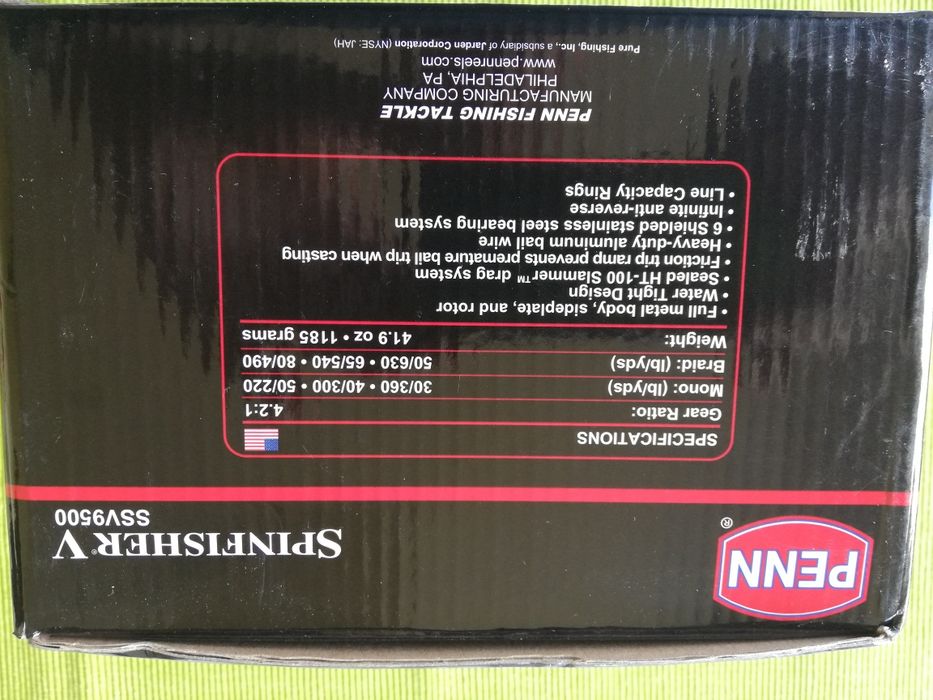 PENN®
SPINFISHER® V
SSV9500
SPECIFICATIONS
Gear Ratio: 4.2:1
Mono: (lb/yds) 30/360 • 40/300 • 50/220
Braid: (lb/yds) 50/630 • 65/540 • 80/490
Weight: 41.9 oz • 1185 grams
• Full metal body, sideplate, and rotor
• Water Tight Design
• Sealed HT-100 Slammer™ drag system
• Friction trip ramp prevents premature bail trip when casting
• Heavy-duty aluminum bail wire
• 6 Shielded stainless steel bearing system
• Infinite anti-reverse
• Line Capacity Rings
PENN FISHING TACKLE
MANUFACTURING COMPANY
PHILADELPHIA, PA
www.pennreels.com
Pure Fishing, Inc., a subsidiary of Jarden Corporation (NYSE: JAH)